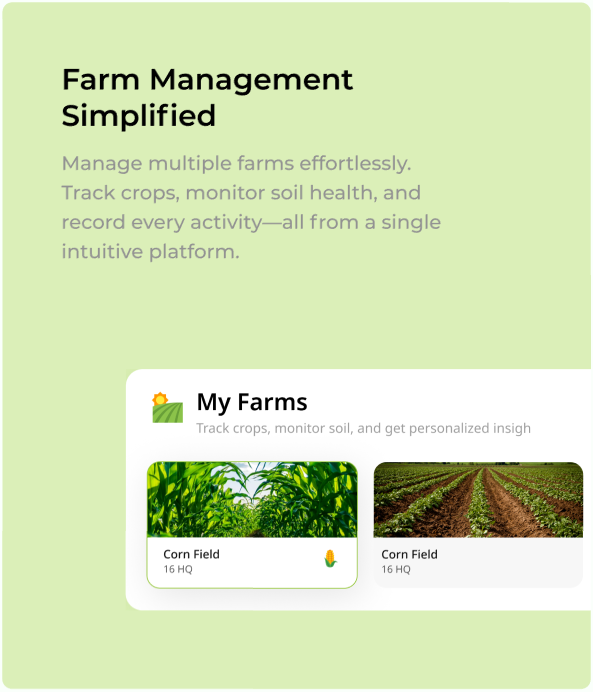 Farm Management
Simplified
Manage multiple farms effortlessly.
Track crops, monitor soil health, and
record every activity—all from a single
intuitive platform.
My Farms
Track crops, monitor soil, and get personalized insigh
Corn Field
16 HQ
Corn Field
16 HQ